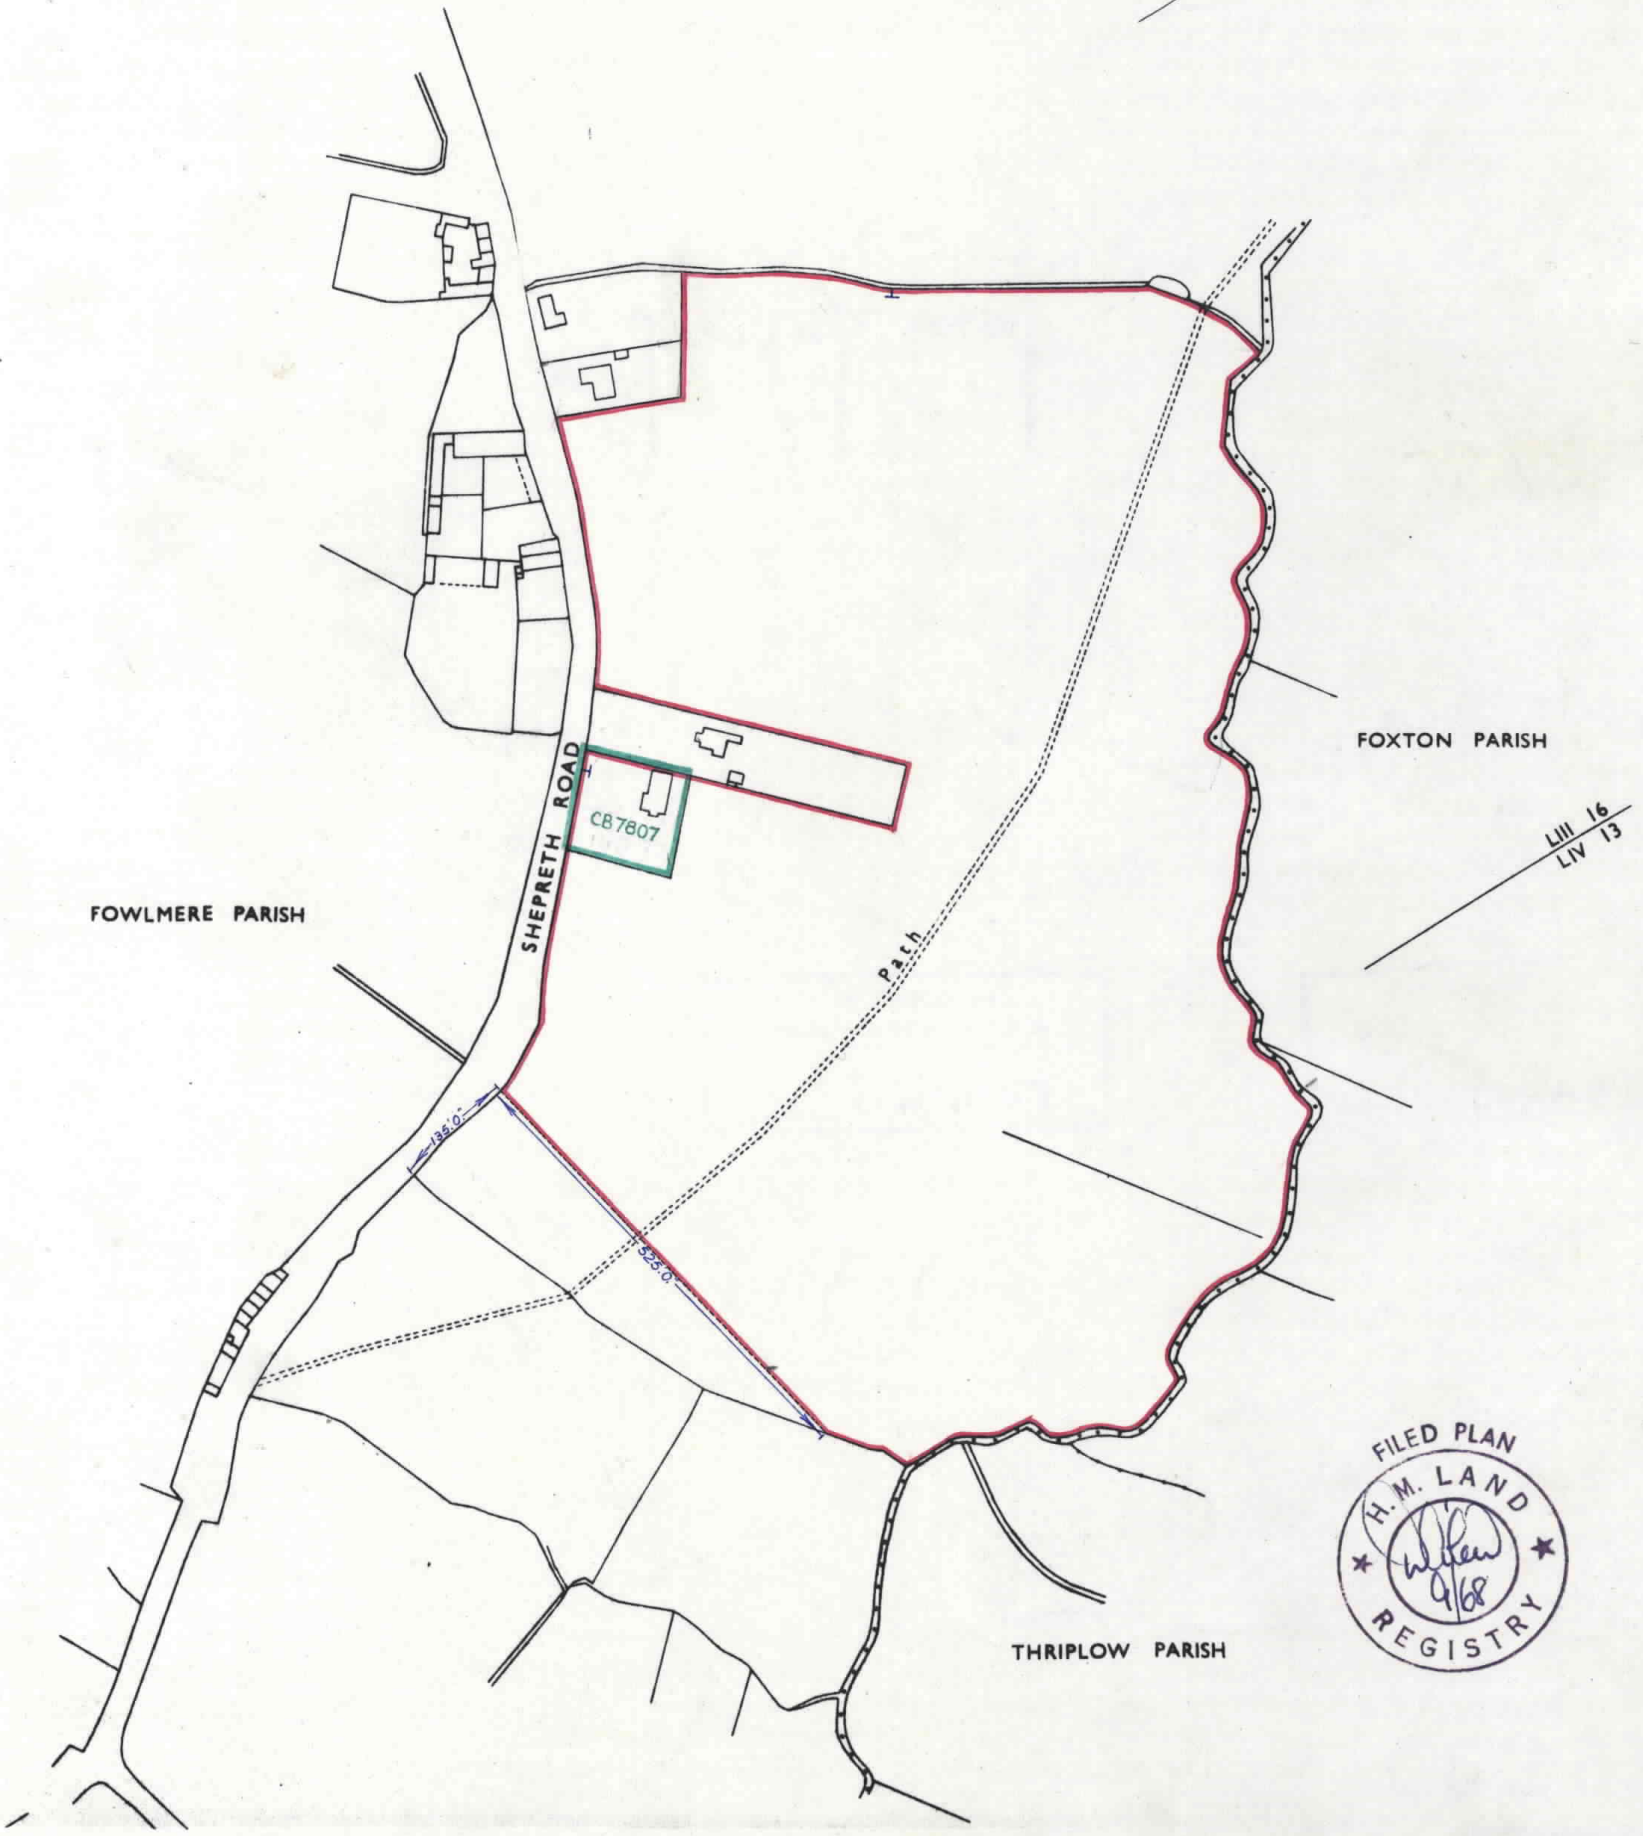 FOXTON PARISH
LIII 16
LIV 13
CB7807
SHEPRETH ROAD
FOWLMERE PARISH
Path
135'.0"
525'.0"
FILED PLAN
H.M. LAND
9/68
REGISTRY
THRIPLOW PARISH